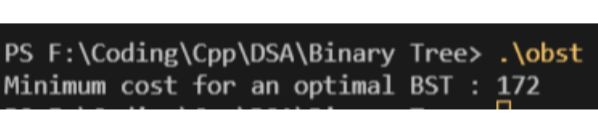 PS F:\Coding\Cpp\DSA\Binary Tree> .\obst
Minimum cost for an optimal BST : 172